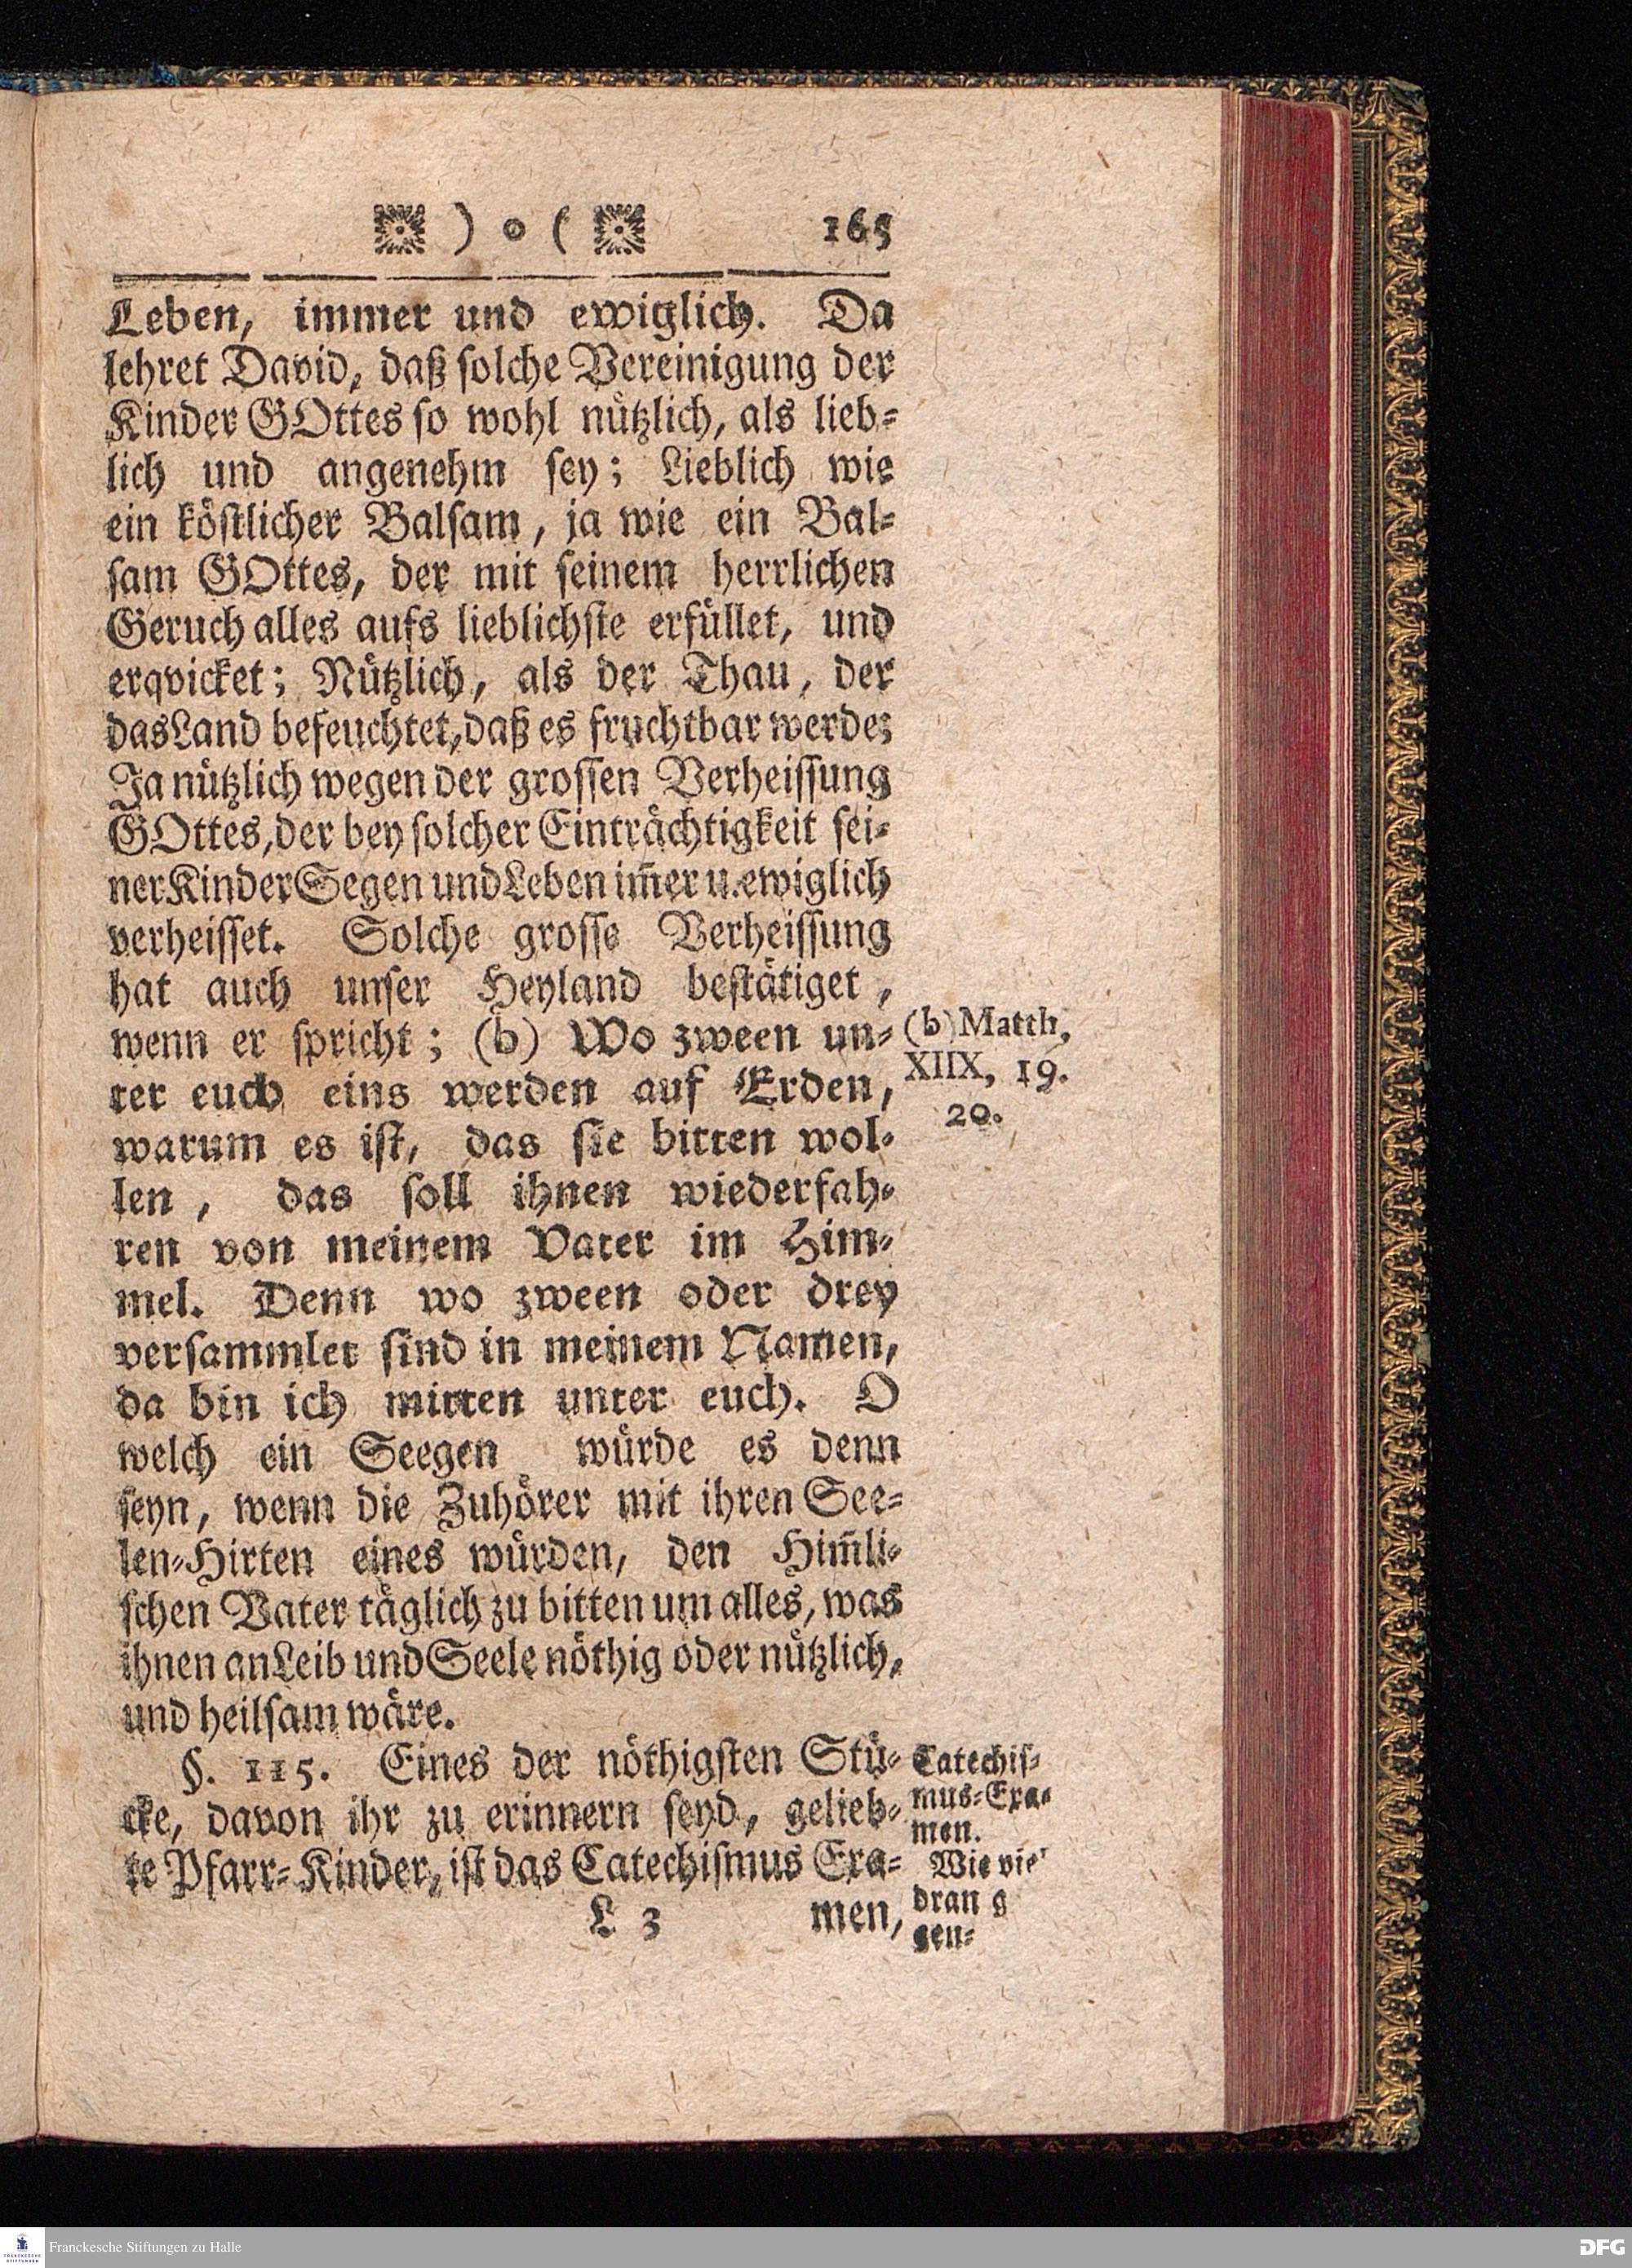 ) o ( 165
Leben, immer und ewiglich. Da
lehret David, daß solche Vereinigung der
Kinder GOttes so wohl nützlich, als lieb-
lich und angenehm sey; Lieblich wie
ein köstlicher Balsam, ja wie ein Bal-
sam GOttes, der mit seinem herrlichen
Geruch alles aufs lieblichste erfüllet, und
erqvicket; Nützlich, als der Thau, der
das Land befeuchtet, daß es fruchtbar werde;
Ja nützlich wegen der grossen Verheissung
GOttes, der bey solcher Einträchtigkeit sei-
ner Kinder Segen und Leben im̃er u. ewiglich
verheisset. Solche grosse Verheissung
hat auch unser Heyland bestätiget,
wenn er spricht; (b) Wo zween un-
ter euch eins werden auf Erden,
warum es ist, das sie bitten wol-
len, das soll ihnen wiederfah-
ren von meinem Vater im Him-
mel. Denn wo zween oder drey
versammlet sind in meinem Namen,
da bin ich mitten unter euch. O
welch ein Seegen würde es denn
seyn, wenn die Zuhörer mit ihren See-
len-Hirten eines würden, den Him̃li-
schen Vater täglich zu bitten um alles, was
ihnen an Leib und Seele nöthig oder nützlich,
und heilsam wäre.
§. 115. Eines der nöthigsten Stü-
cke, davon ihr zu erinnern seyd, gelieb-
te Pfarr-Kinder, ist das Catechismus Exa-
L 3 men,
(b) Matth.
XIIX, 19.
20.
Catechis-
mus-Exa-
men.
Wie vie
dran g
gen-
Franckesche Stiftungen zu Halle
DFG